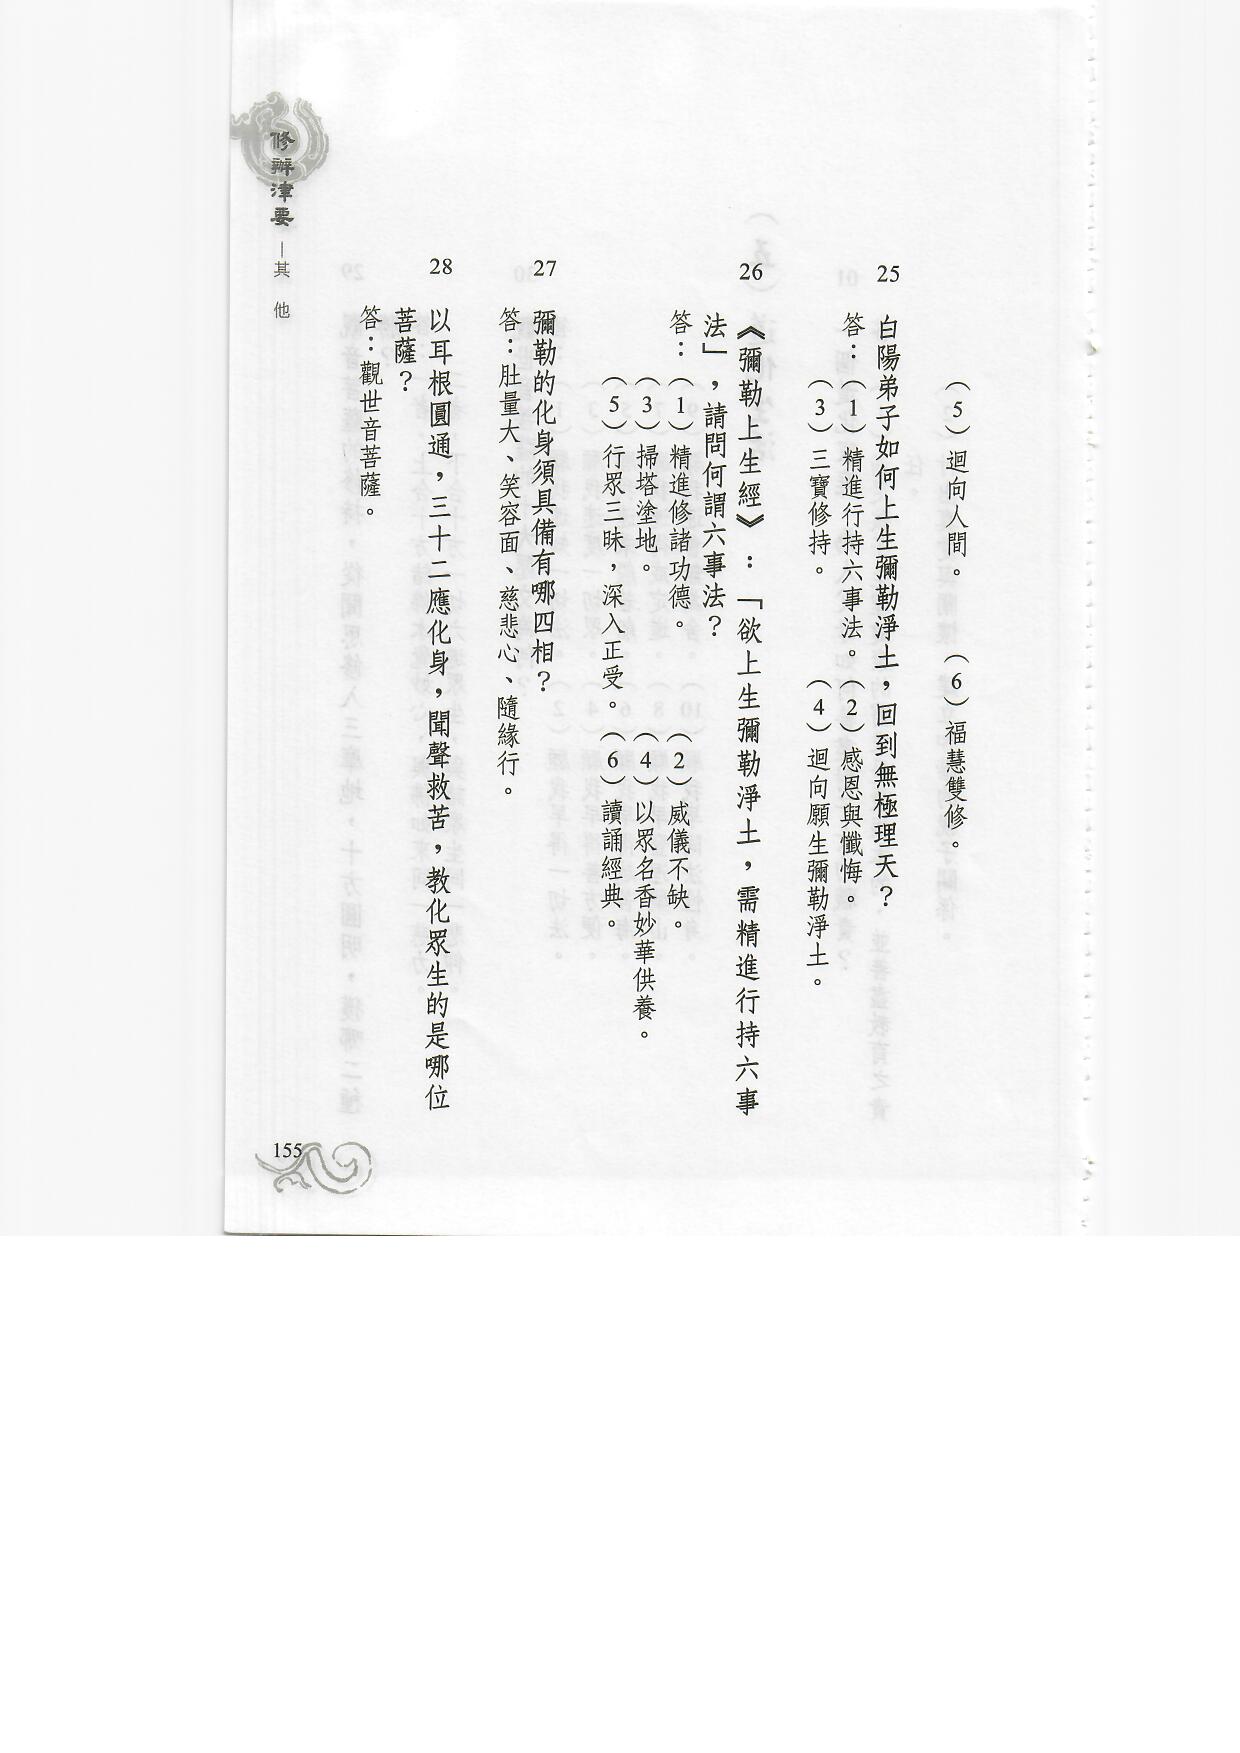 （5）迴向人間。（6）福慧雙修。
25 白陽弟子如何上生彌勒淨土，回到無極理天？
答：（1）精進行持六事法。（2）感恩與懺悔。
（3）三寶修持。（4）迴向願生彌勒淨土。
26 《彌勒上生經》：「欲上生彌勒淨土，需精進行持六事
法」，請問何謂六事法？
答：（1）精進修諸功德。（2）威儀不缺。
（3）掃塔塗地。（4）以眾名香妙華供養。
（5）行眾三昧，深入正受。（6）讀誦經典。
27 彌勒的化身須具備有哪四相？
答：肚量大、笑容面、慈悲心、隨緣行。
28 以耳根圓通，三十二應化身，聞聲救苦，教化眾生的是哪位
菩薩？
答：觀世音菩薩。
修辦津要－其他
155